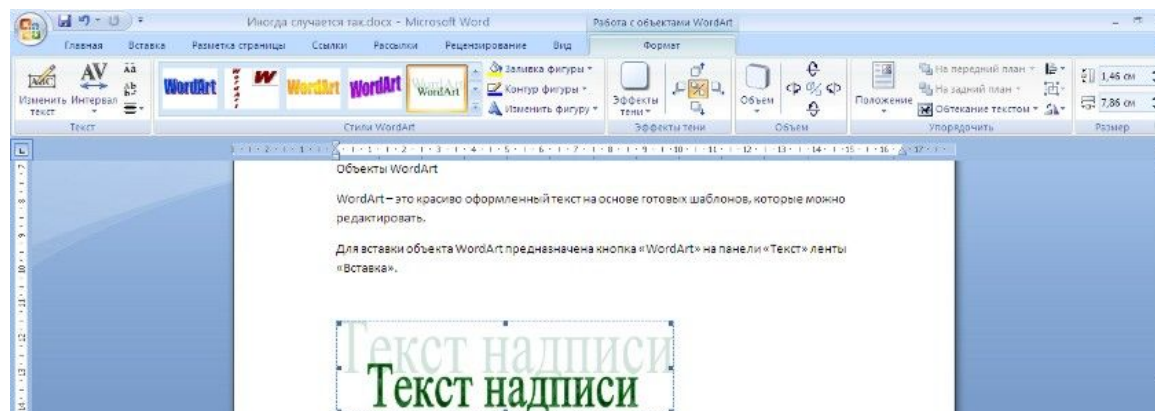 Иногда случается так.docx - Microsoft Word
Работа с объектами WordArt
Главная Вставка Разметка страницы Ссылки Рассылки Рецензирование Вид Формат
Изменить текст
Интервал
Текст
WordArt WordArt WordArt WordArt
Заливка фигуры
Контур фигуры
Изменить фигуру
Стили WordArt
Эффекты тени
Эффекты тени
Объем
Объем
Положение
На передний план
На задний план
Обтекание текстом
Упорядочить
1,46 см
7,86 см
Размер
Объекты WordArt
WordArt – это красиво оформленный текст на основе готовых шаблонов, которые можно
редактировать.
Для вставки объекта WordArt предназначена кнопка «WordArt» на панели «Текст» ленты
«Вставка».
Текст надписи